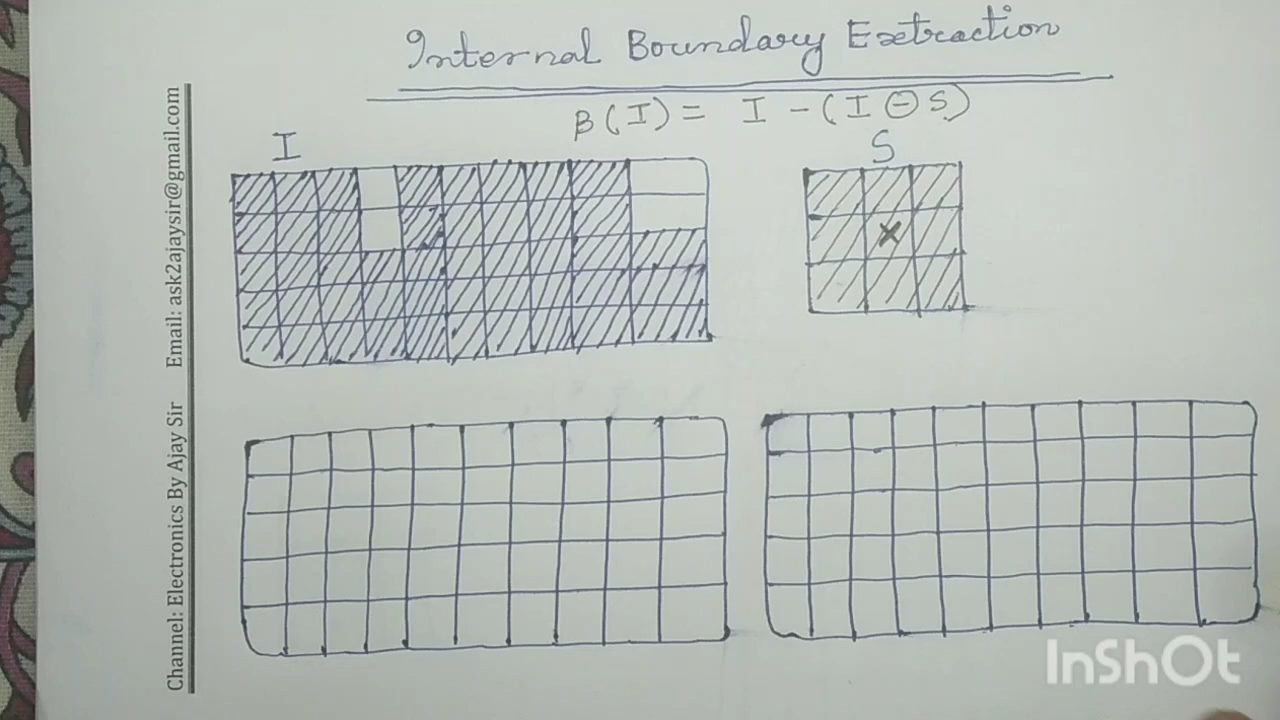 Internal Boundary Extraction
β(I) = I - (I ⊖ S)
I
S
×
Channel: Electronics By Ajay Sir Email: ask2ajaysir@gmail.com
InShOt